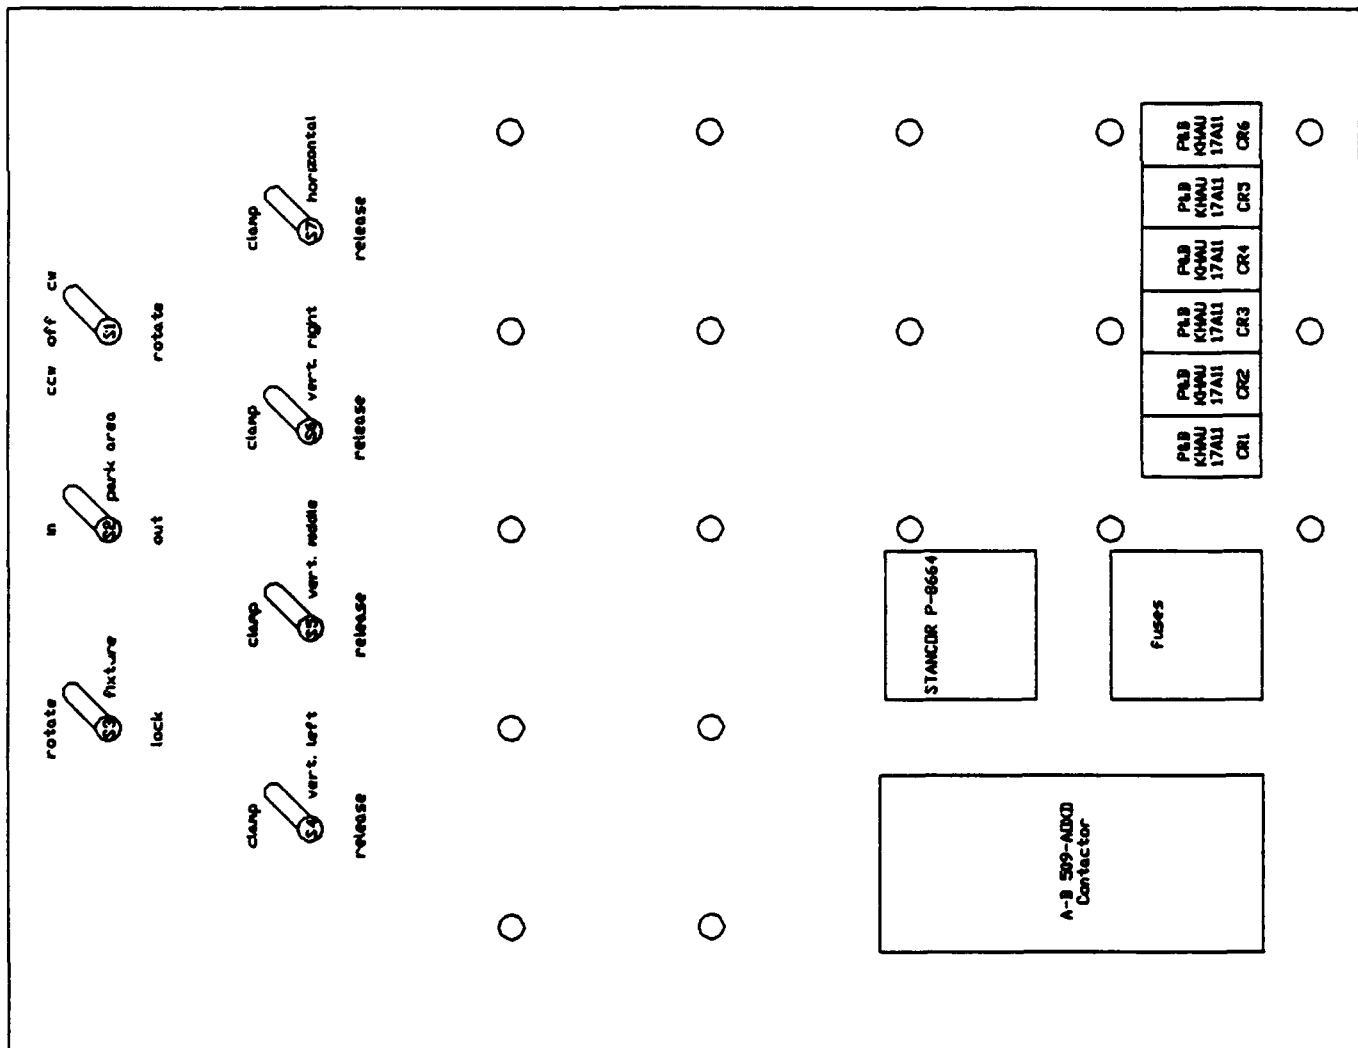 rotate
in
ccw off cw
S3 fixture
S2 park area
S1
lock
out
rotate
clamp
clamp
clamp
clamp
S4 vert. left
S5 vert. middle
S6 vert. right
S7 horizontal
release
release
release
release
STANCOR P-8664
A-B 509-AOXD
Contactor
fuses
P&B
KHAU
17A11
CR1
P&B
KHAU
17A11
CR2
P&B
KHAU
17A11
CR3
P&B
KHAU
17A11
CR4
P&B
KHAU
17A11
CR5
P&B
KHAU
17A11
CR6